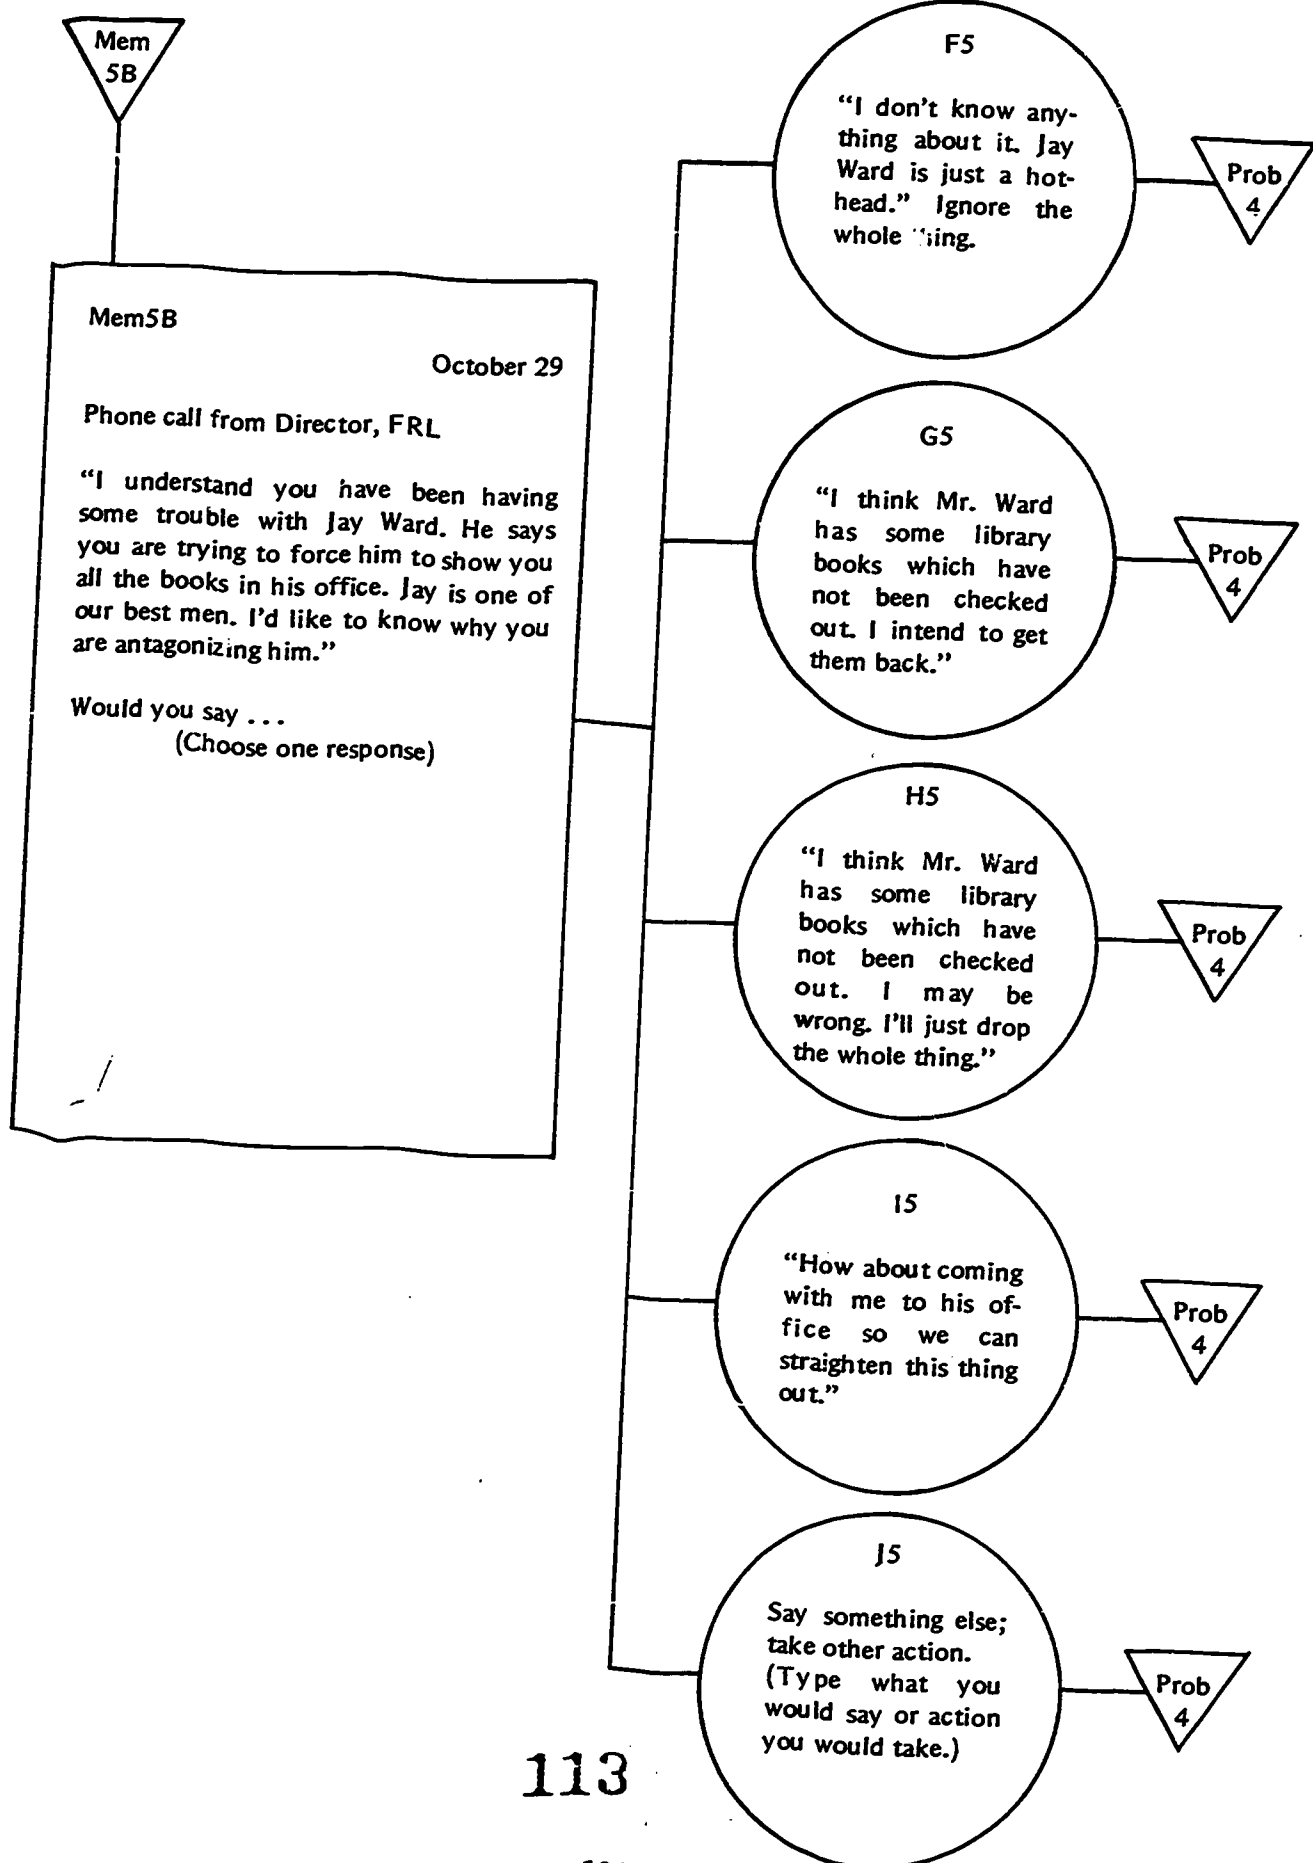 Mem
5B
Mem5B
October 29
Phone call from Director, FRL
“I understand you have been having
some trouble with Jay Ward. He says
you are trying to force him to show you
all the books in his office. Jay is one of
our best men. I'd like to know why you
are antagonizing him.”
Would you say ...
(Choose one response)
F5
“I don't know any-
thing about it. Jay
Ward is just a hot-
head.” Ignore the
whole
Prob
4
G5
“I think Mr. Ward
has some library
books which have
not been checked
out. I intend to get
them back.”
Prob
4
H5
“I think Mr. Ward
has some library
books which have
not been checked
out. I may be
wrong. I'll just drop
the whole thing.”
Prob
4
I5
“How about coming
with me to his of-
fice so we can
straighten this thing
out.”
Prob
4
J5
Say something else;
take other action.
(Type what you
would say or action
you would take.)
Prob
4
113